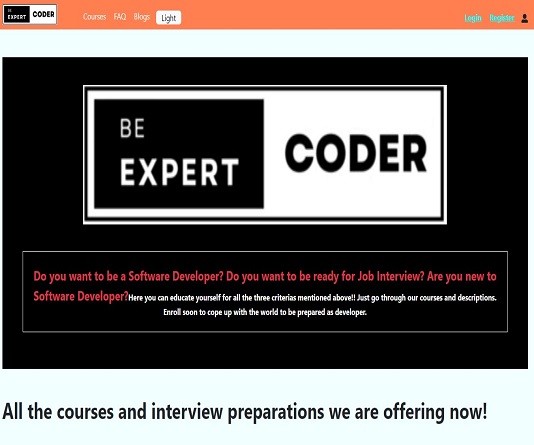 BE
EXPERT CODER
Courses FAQ Blogs Light Login Register
BE
EXPERT CODER
Do you want to be a Software Developer? Do you want to be ready for Job Interview? Are you new to
Software Developer?Here you can educate yourself for all the three criterias mentioned above!! Just go through our courses and descriptions.
Enroll soon to cope up with the world to be prepared as developer.
All the courses and interview preparations we are offering now!